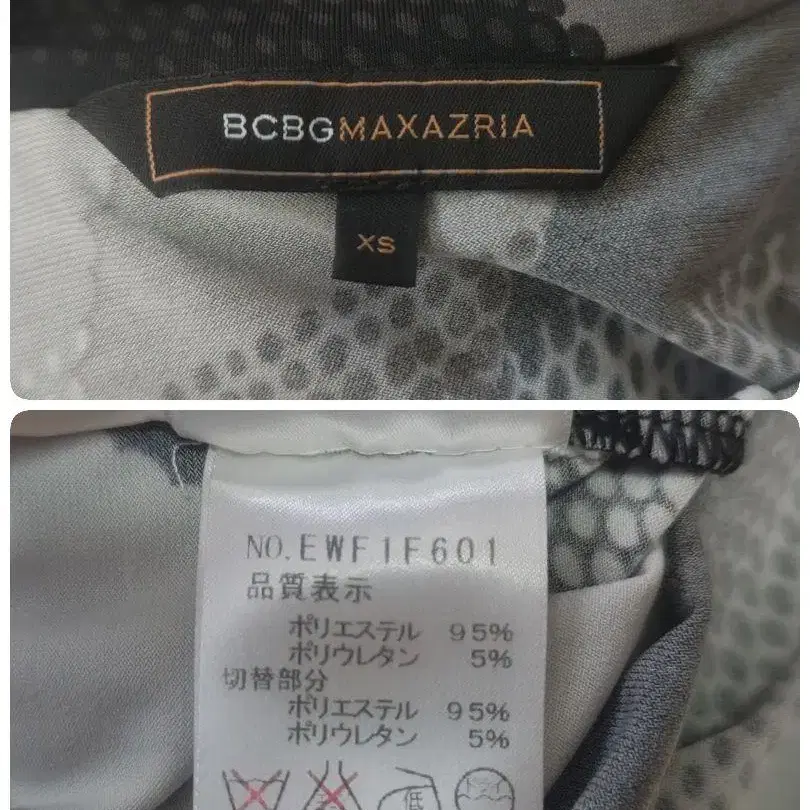 BCBGMAXAZRIA
XS
NO.EWF1F601
品質表示
ポリエステル 95%
ポリウレタン 5%
切替部分
ポリエステル 95%
ポリウレタン 5%
低